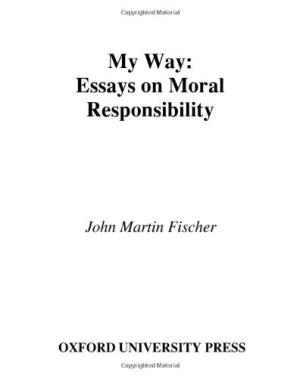 Copyrighted Material
My Way:
Essays on Moral
Responsibility
John Martin Fischer
OXFORD UNIVERSITY PRESS
Copyrighted Material